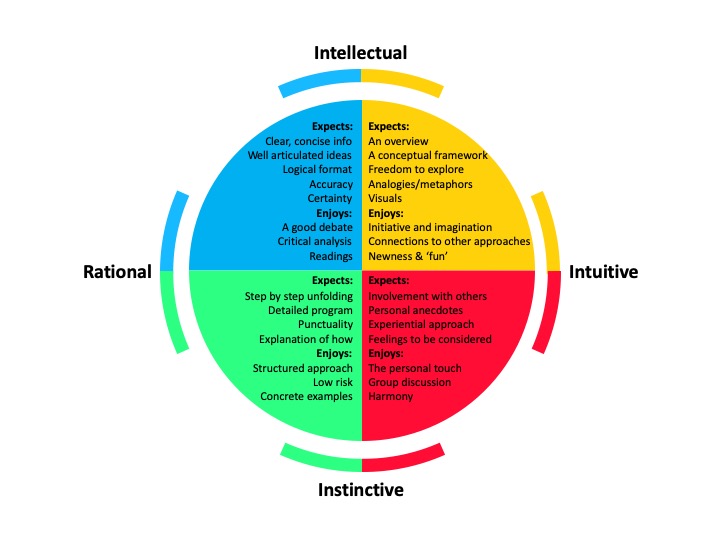 Intellectual
Expects:
Clear, concise info
Well articulated ideas
Logical format
Accuracy
Certainty
Enjoys:
A good debate
Critical analysis
Readings
Expects:
An overview
A conceptual framework
Freedom to explore
Analogies/metaphors
Visuals
Enjoys:
Initiative and imagination
Connections to other approaches
Newness & ‘fun’
Rational
Intuitive
Expects:
Step by step unfolding
Detailed program
Punctuality
Explanation of how
Enjoys:
Structured approach
Low risk
Concrete examples
Expects:
Involvement with others
Personal anecdotes
Experiential approach
Feelings to be considered
Enjoys:
The personal touch
Group discussion
Harmony
Instinctive